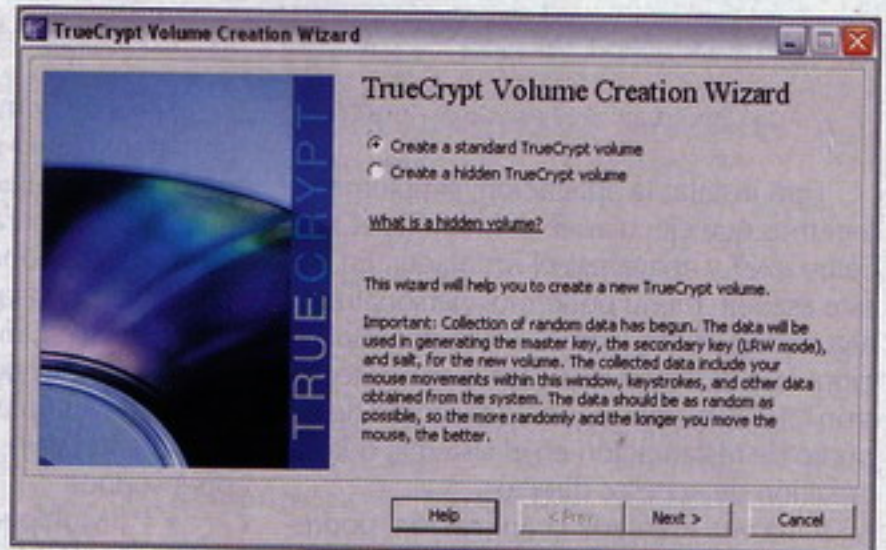 TrueCrypt Volume Creation Wizard
TRUECRYPT
TrueCrypt Volume Creation Wizard
Create a standard TrueCrypt volume
Create a hidden TrueCrypt volume
What is a hidden volume?
This wizard will help you to create a new TrueCrypt volume.
Important: Collection of random data has begun. The data will be
used in generating the master key, the secondary key (LRW mode),
and salt, for the new volume. The collected data include your
mouse movements within this window, keystrokes, and other data
obtained from the system. The data should be as random as
possible, so the more randomly and the longer you move the
mouse, the better.
Help
< Prev
Next >
Cancel